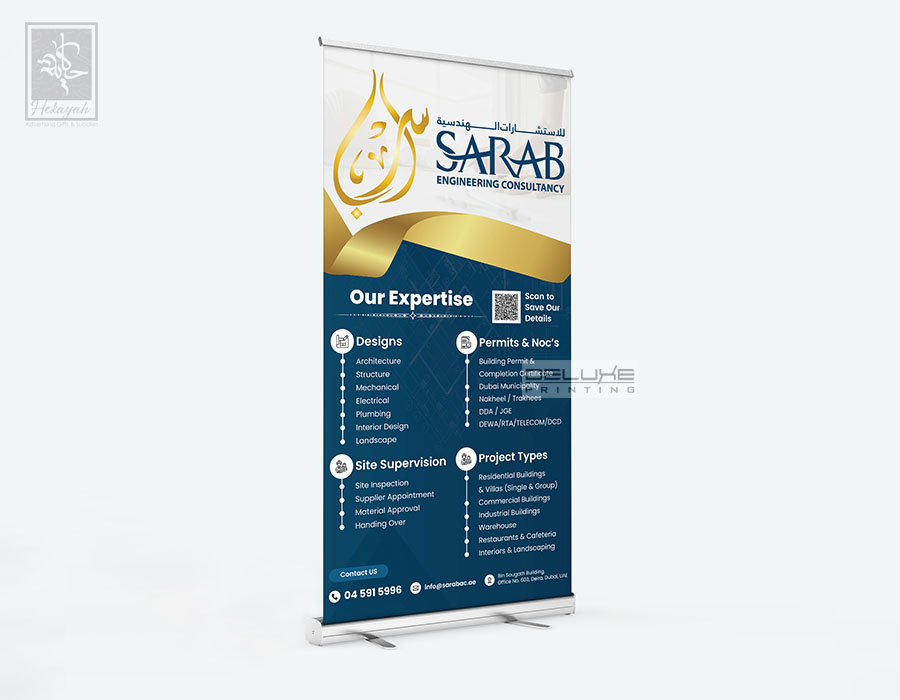 Hekayah
Advertising Gifts & Supplies
سراب
للاستشارات الهندسية
SARAB
ENGINEERING CONSULTANCY
Our Expertise
Scan to
Save Our
Details
Designs
Architecture
Structure
Mechanical
Electrical
Plumbing
Interior Design
Landscape
Permits & Noc's
Building Permit &
Completion Certificate
Dubai Municipality
Nakheel / Trakhees
DDA / JGE
DEWA/RTA/TELECOM/DCD
DELUXE
PRINTING
Site Supervision
Site Inspection
Supplier Appointment
Material Approval
Handing Over
Project Types
Residential Buildings
& Villas (Single & Group)
Commercial Buildings
Industrial Buildings
Warehouse
Restaurants & Cafeteria
Interiors & Landscaping
Contact US
04 591 5996
info@sarabac.ae
Bin Sougath Building,
Office No. 603, Deira, Dubai, UAE